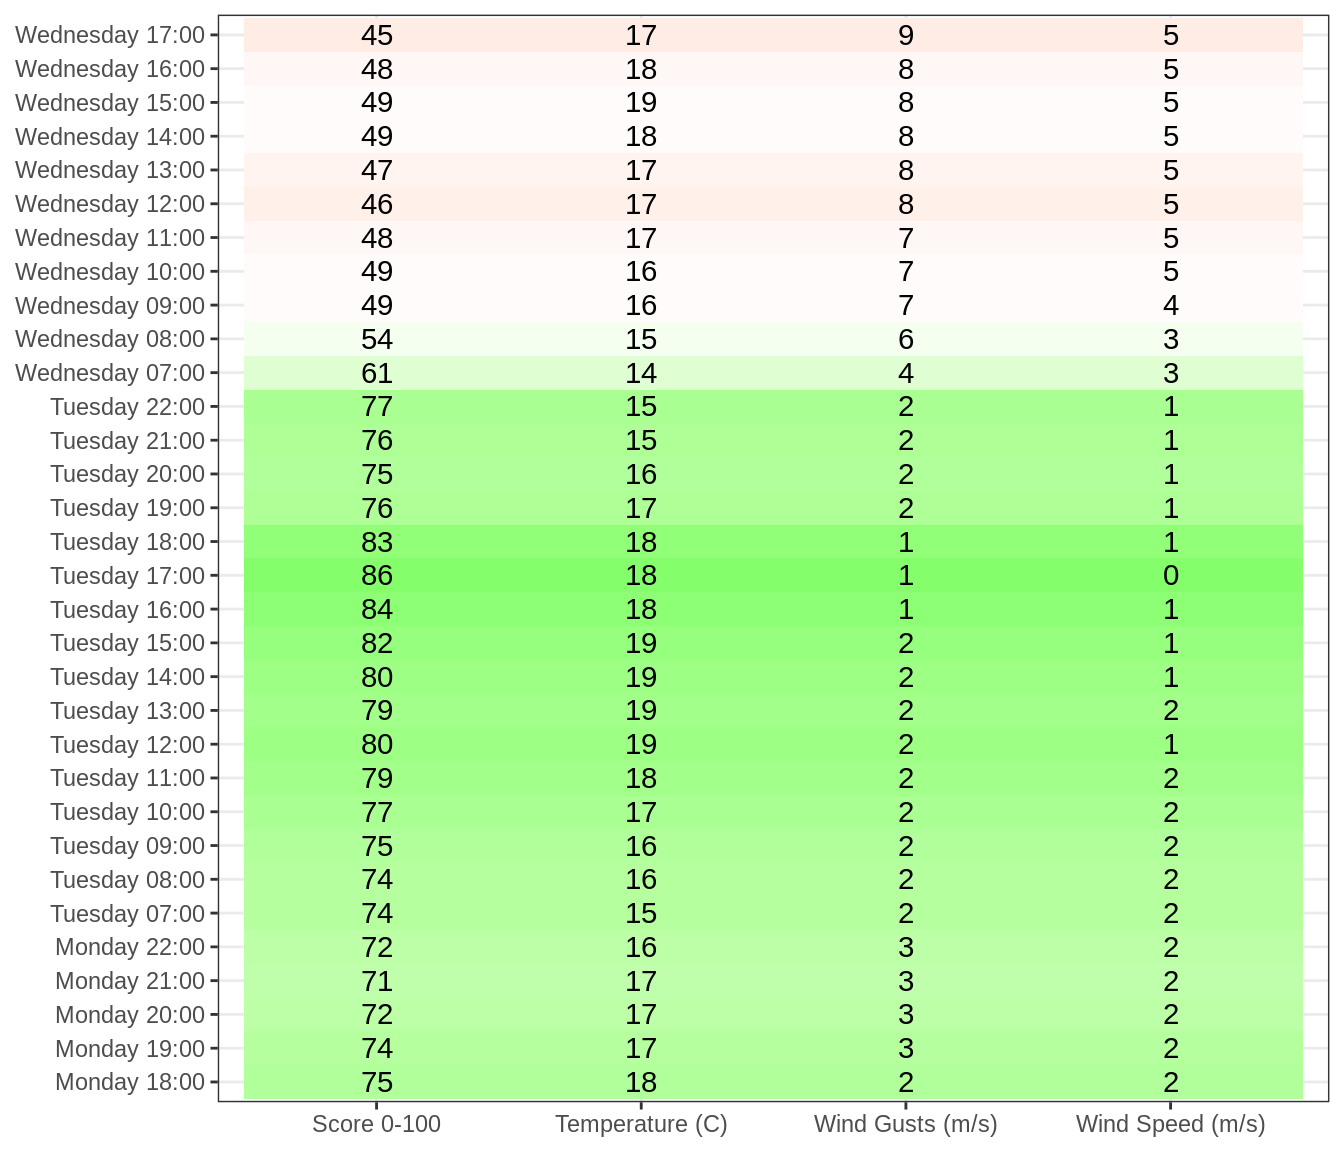 Wednesday 17:00 45 17 9 5
Wednesday 16:00 48 18 8 5
Wednesday 15:00 49 19 8 5
Wednesday 14:00 49 18 8 5
Wednesday 13:00 47 17 8 5
Wednesday 12:00 46 17 8 5
Wednesday 11:00 48 17 7 5
Wednesday 10:00 49 16 7 5
Wednesday 09:00 49 16 7 4
Wednesday 08:00 54 15 6 3
Wednesday 07:00 61 14 4 3
Tuesday 22:00 77 15 2 1
Tuesday 21:00 76 15 2 1
Tuesday 20:00 75 16 2 1
Tuesday 19:00 76 17 2 1
Tuesday 18:00 83 18 1 1
Tuesday 17:00 86 18 1 0
Tuesday 16:00 84 18 1 1
Tuesday 15:00 82 19 2 1
Tuesday 14:00 80 19 2 1
Tuesday 13:00 79 19 2 2
Tuesday 12:00 80 19 2 1
Tuesday 11:00 79 18 2 2
Tuesday 10:00 77 17 2 2
Tuesday 09:00 75 16 2 2
Tuesday 08:00 74 16 2 2
Tuesday 07:00 74 15 2 2
Monday 22:00 72 16 3 2
Monday 21:00 71 17 3 2
Monday 20:00 72 17 3 2
Monday 19:00 74 17 3 2
Monday 18:00 75 18 2 2
Score 0-100 Temperature (C) Wind Gusts (m/s) Wind Speed (m/s)